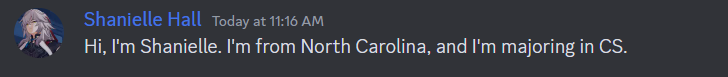 Shanielle Hall Today at 11:16 AM
Hi, I'm Shanielle. I'm from North Carolina, and I'm majoring in CS.